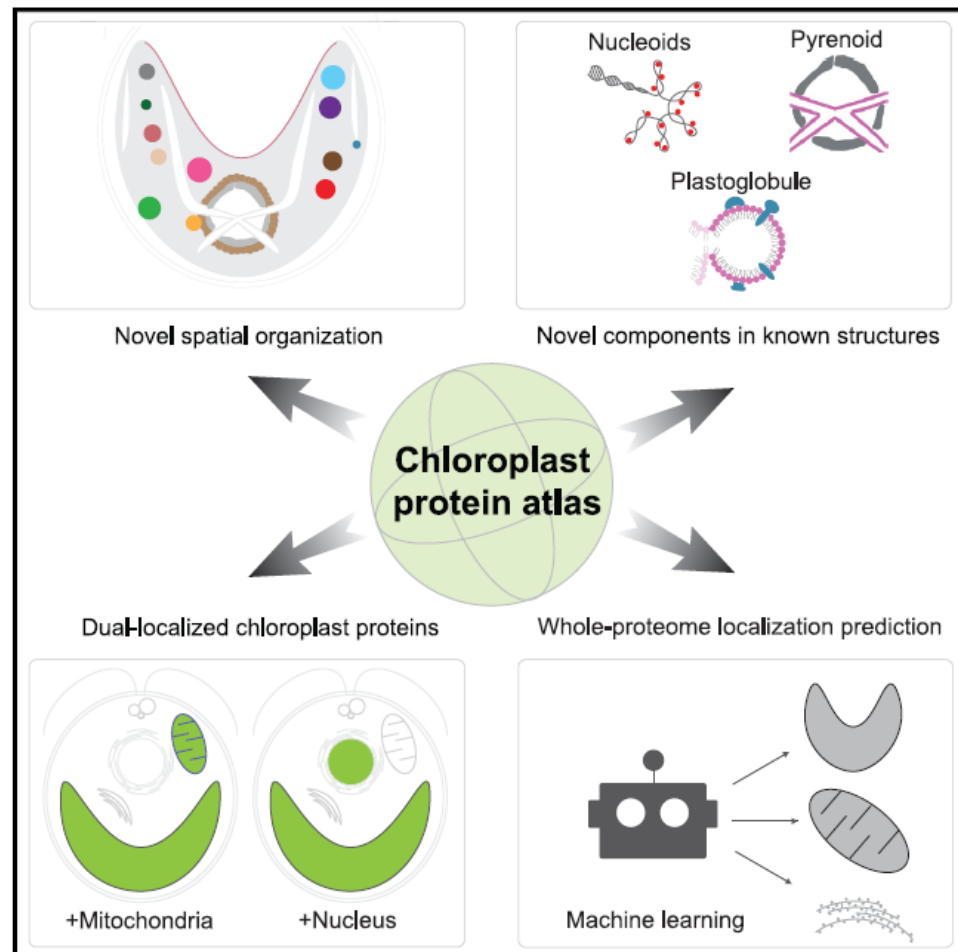 Nucleoids
Pyrenoid
Plastoglobule
Novel spatial organization
Novel components in known structures
Chloroplast
protein atlas
Dual-localized chloroplast proteins
Whole-proteome localization prediction
+Mitochondria
+Nucleus
Machine learning